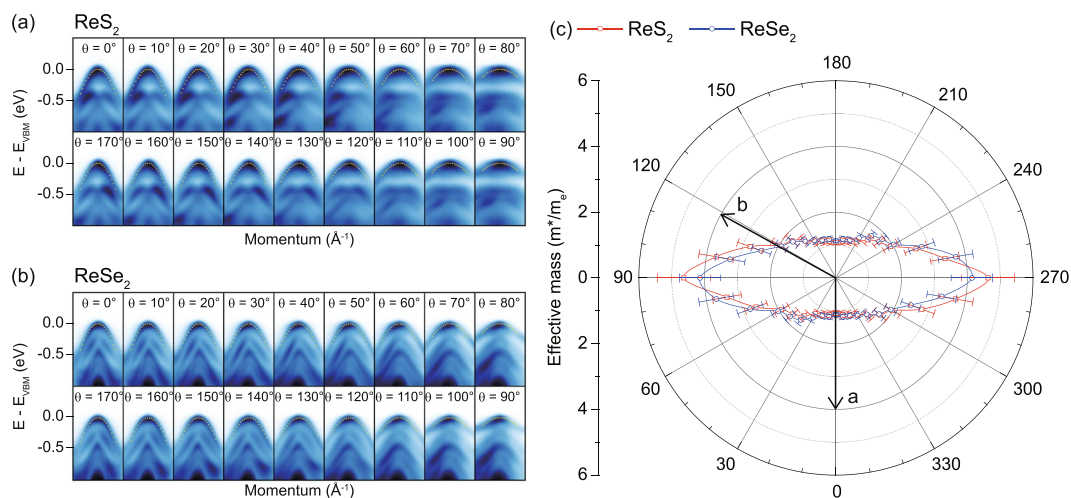 (a) ReS₂
θ = 0° θ = 10° θ = 20° θ = 30° θ = 40° θ = 50° θ = 60° θ = 70° θ = 80°
0.0
-0.5
θ = 170° θ = 160° θ = 150° θ = 140° θ = 130° θ = 120° θ = 110° θ = 100° θ = 90°
0.0
-0.5
E - E_VBM (eV)
Momentum (Å⁻¹)
(b) ReSe₂
θ = 0° θ = 10° θ = 20° θ = 30° θ = 40° θ = 50° θ = 60° θ = 70° θ = 80°
0.0
-0.5
θ = 170° θ = 160° θ = 150° θ = 140° θ = 130° θ = 120° θ = 110° θ = 100° θ = 90°
0.0
-0.5
E - E_VBM (eV)
Momentum (Å⁻¹)
(c) ReS₂ ReSe₂
Effective mass (m*/mₑ)
6
4
2
0
2
4
6
180
150 210
120 240
b
90 270
a
60 300
30 330
0